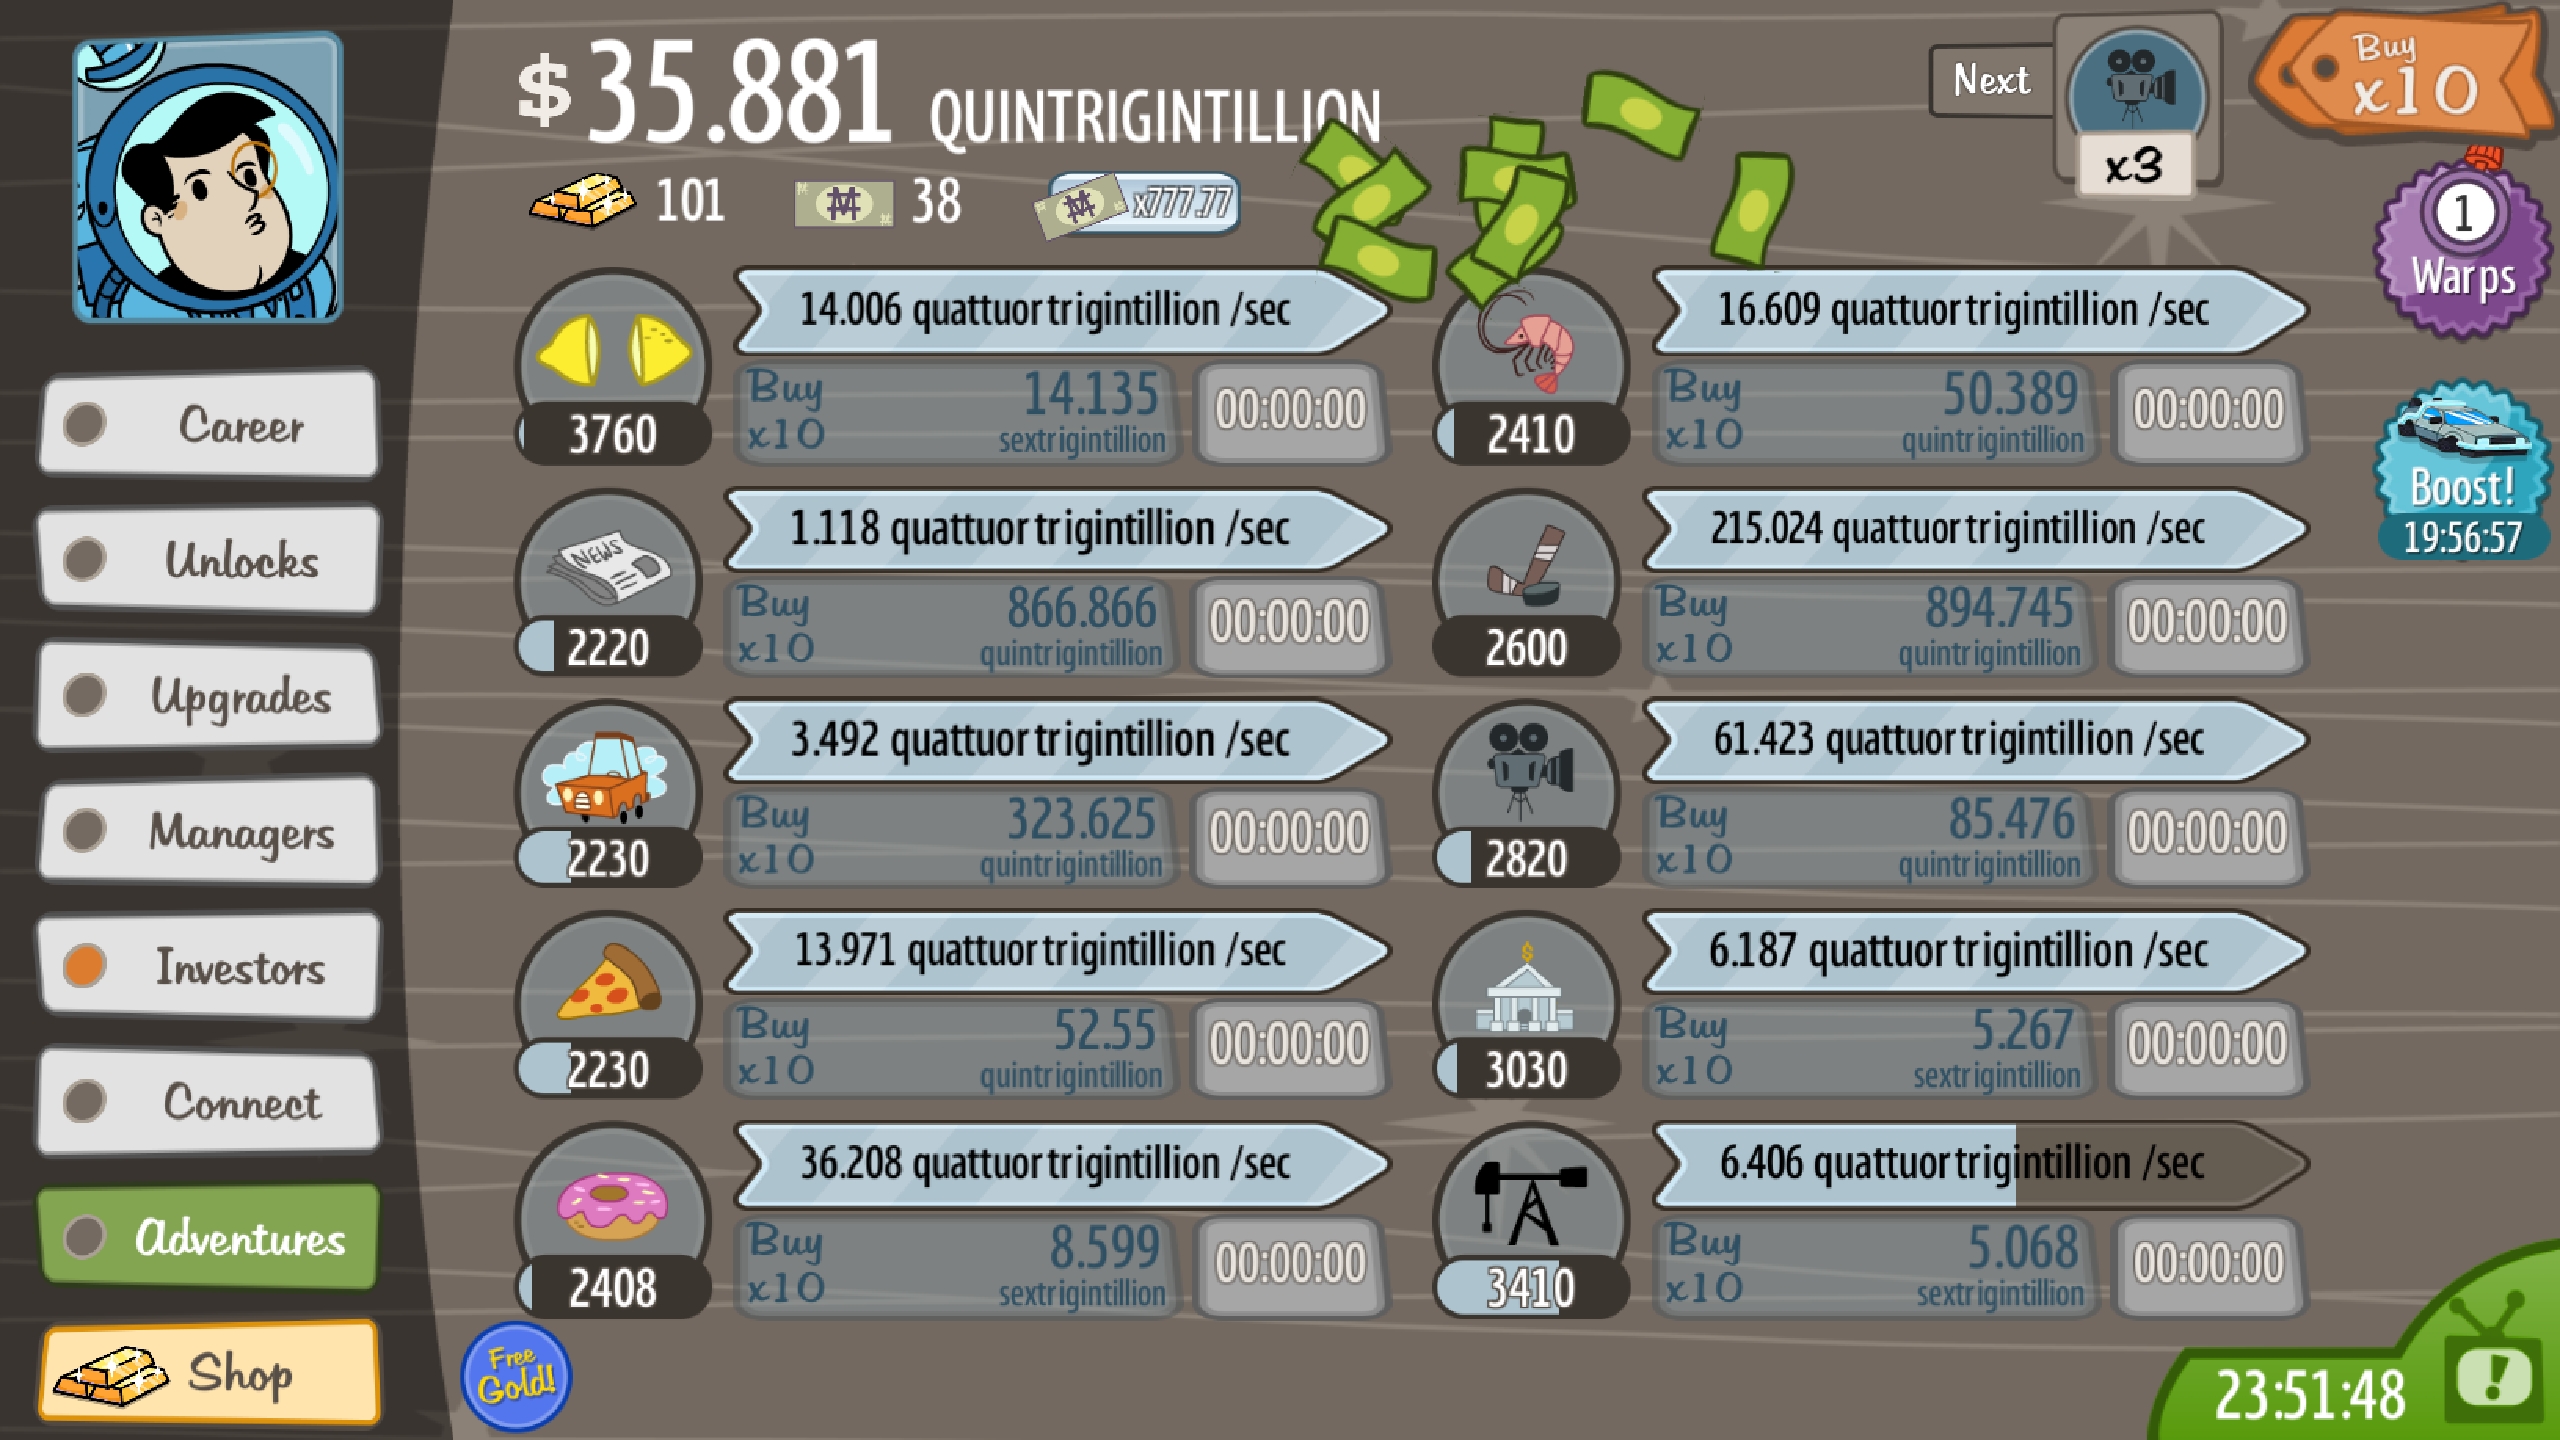 $ 35.881 QUINTRIGINTILLION
101
38
x777.77
Next
x3
Buy
x10
1
Warps
Boost!
19:56:57
Career
Unlocks
Upgrades
Managers
Investors
Connect
Adventures
Shop
14.006 quattuortrigintillion /sec
Buy 14.135
x10 sextrigintillion
00:00:00
3760
NEWS
1.118 quattuortrigintillion /sec
Buy 866.866
x10 quintrigintillion
00:00:00
2220
3.492 quattuortrigintillion /sec
Buy 323.625
x10 quintrigintillion
00:00:00
2230
13.971 quattuortrigintillion /sec
Buy 52.55
x10 quintrigintillion
00:00:00
2230
36.208 quattuortrigintillion /sec
Buy 8.599
x10 sextrigintillion
00:00:00
2408
16.609 quattuortrigintillion /sec
Buy 50.389
x10 quintrigintillion
00:00:00
2410
215.024 quattuortrigintillion /sec
Buy 894.745
x10 quintrigintillion
00:00:00
2600
61.423 quattuortrigintillion /sec
Buy 85.476
x10 quintrigintillion
00:00:00
2820
$
6.187 quattuortrigintillion /sec
Buy 5.267
x10 sextrigintillion
00:00:00
3030
6.406 quattuortrigintillion /sec
Buy 5.068
x10 sextrigintillion
00:00:00
3410
Free
Gold!
23:51:48
!